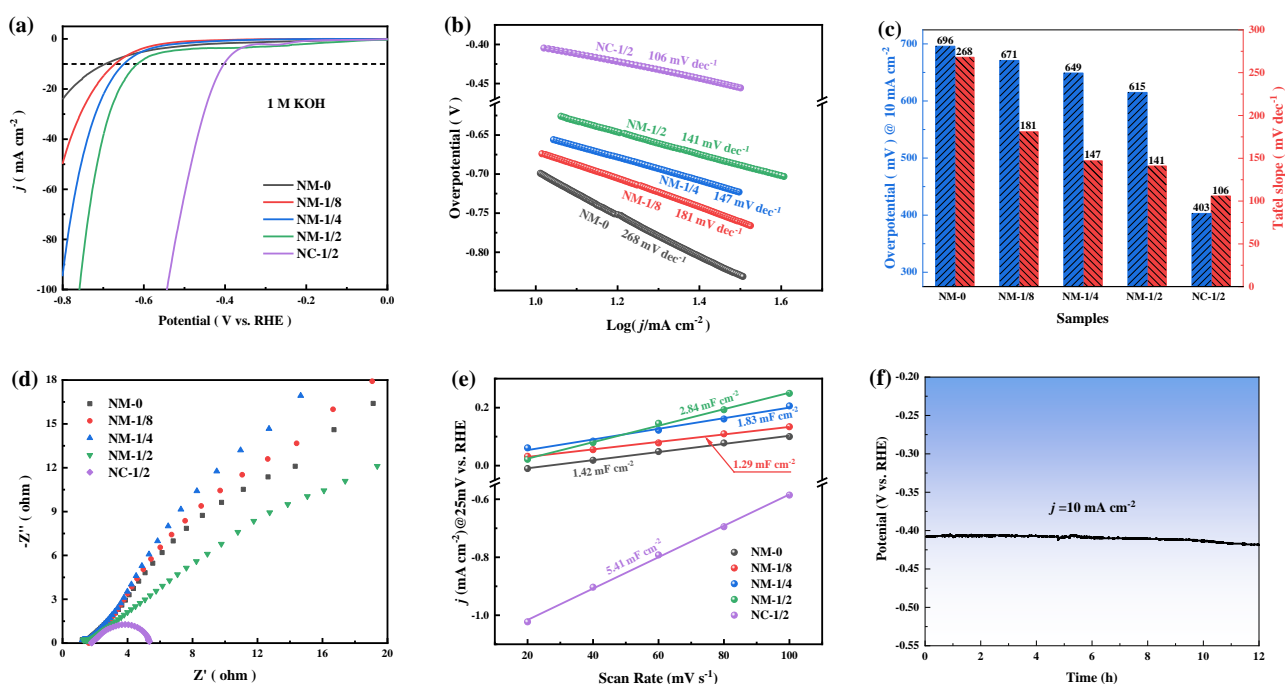 (a)
0
-20
-40
-60
-80
-100
j ( mA cm-2 )
1 M KOH
NM-0
NM-1/8
NM-1/4
NM-1/2
NC-1/2
-0.8
-0.6
-0.4
-0.2
0.0
Potential ( V vs. RHE )
(b)
-0.40
-0.45
-0.65
-0.70
-0.75
-0.80
Overpotential ( V )
NC-1/2 106 mV dec-1
NM-1/2 141 mV dec-1
NM-1/4 147 mV dec-1
NM-1/8 181 mV dec-1
NM-0 268 mV dec-1
1.0
1.2
1.4
1.6
Log( j/mA cm-2 )
(c)
700
650
600
550
500
450
400
300
Overpotential ( mV ) @ 10 mA cm-2
696
268
671
181
649
147
615
141
403
106
300
250
200
150
100
50
0
Tafel slope ( mV dec-1 )
NM-0
NM-1/8
NM-1/4
NM-1/2
NC-1/2
Samples
(d)
-18
-15
-12
9
6
3
0
-Z'' ( ohm )
NM-0
NM-1/8
NM-1/4
NM-1/2
NC-1/2
0
4
8
12
16
20
Z' ( ohm )
(e)
0.2
0.0
-0.6
-0.8
-1.0
j (mA cm-2)@25mV vs. RHE
2.84 mF cm-2
1.83 mF cm-2
1.42 mF cm-2
1.29 mF cm-2
5.41 mF cm-2
NM-0
NM-1/8
NM-1/4
NM-1/2
NC-1/2
20
40
60
80
100
Scan Rate (mV s-1)
(f)
-0.20
-0.25
-0.30
-0.35
-0.40
-0.45
-0.50
-0.55
Potenial (V vs. RHE)
j =10 mA cm-2
0
2
4
6
8
10
12
Time (h)